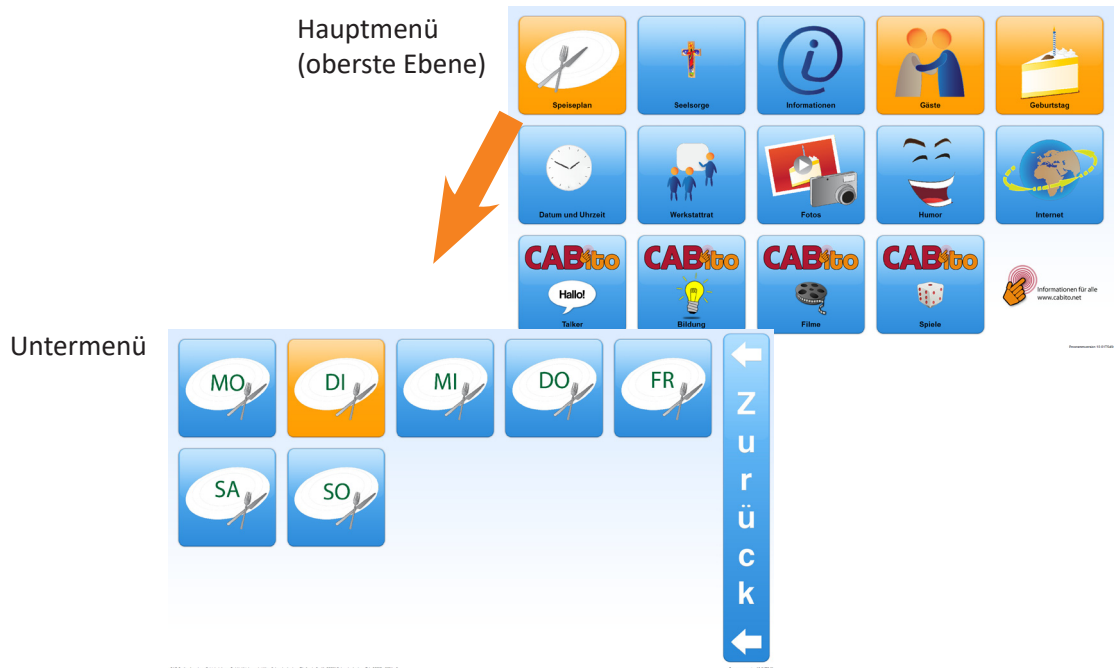 Hauptmenü
(oberste Ebene)
Speiseplan
Seelsorge
Informationen
Gäste
Geburtstag
Datum und Uhrzeit
Werkstattrat
Fotos
Humor
Internet
CABito
Hallo!
Talker
CABito
Bildung
CABito
Filme
CABito
Spiele
Informationen für alle
www.cabito.net
Untermenü
MO
DI
MI
DO
FR
SA
SO
Zurück